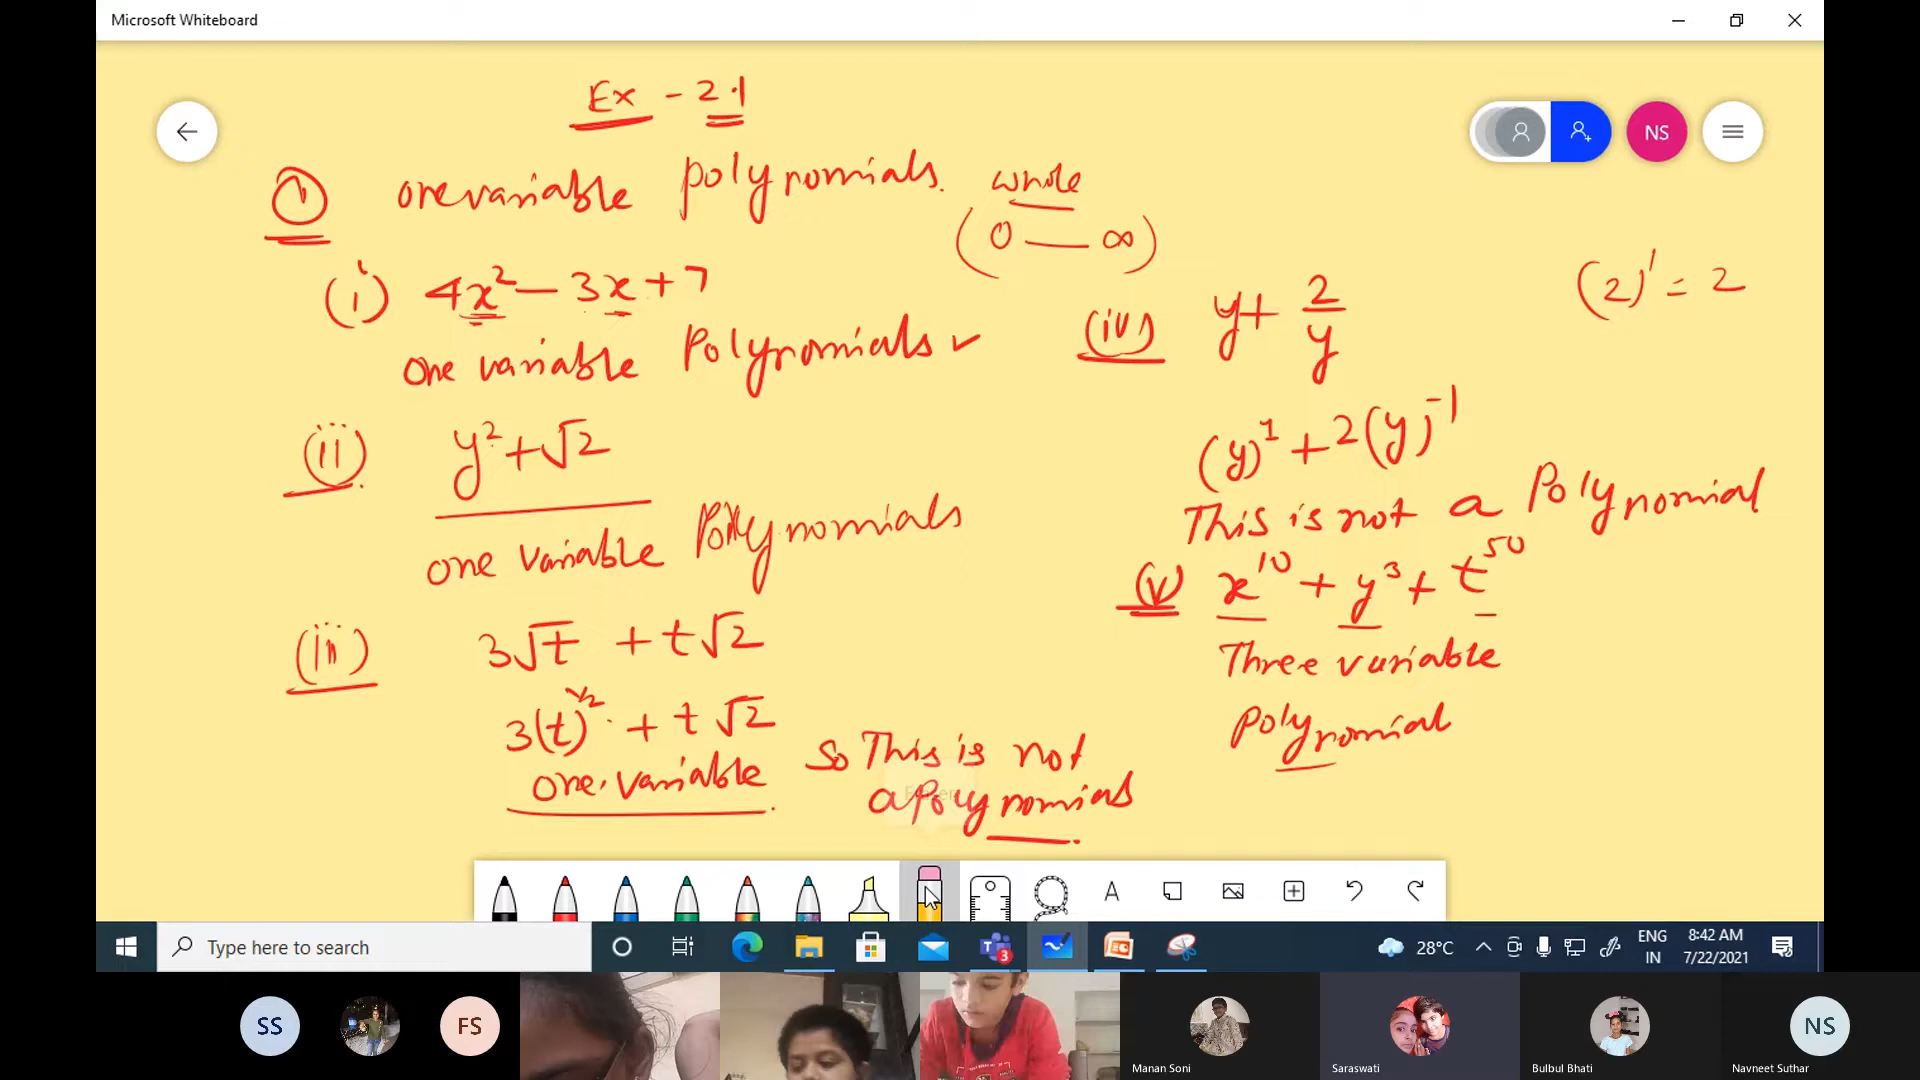 Microsoft Whiteboard
Ex - 2.1
NS
① one variable polynomials.
whole
(0 — ∞)
(i) 4x² - 3x + 7
one variable Polynomials ✓
(ii) y² + √2
one variable Polynomials
(iii) 3√t + t√2
3(t)^½ + t√2
one variable
So This is not
a Polynomials
(2)¹ = 2
(iv) y + 2/y
(y)¹ + 2(y)⁻¹
This is not a Polynomial
(v) x¹⁰ + y³ + t⁵⁰
Three variable
polynomial
Type here to search
3
28°C
ENG
IN
8:42 AM
7/22/2021
SS
FS
Manan Soni
Saraswati
Bulbul Bhati
NS
Navneet Suthar